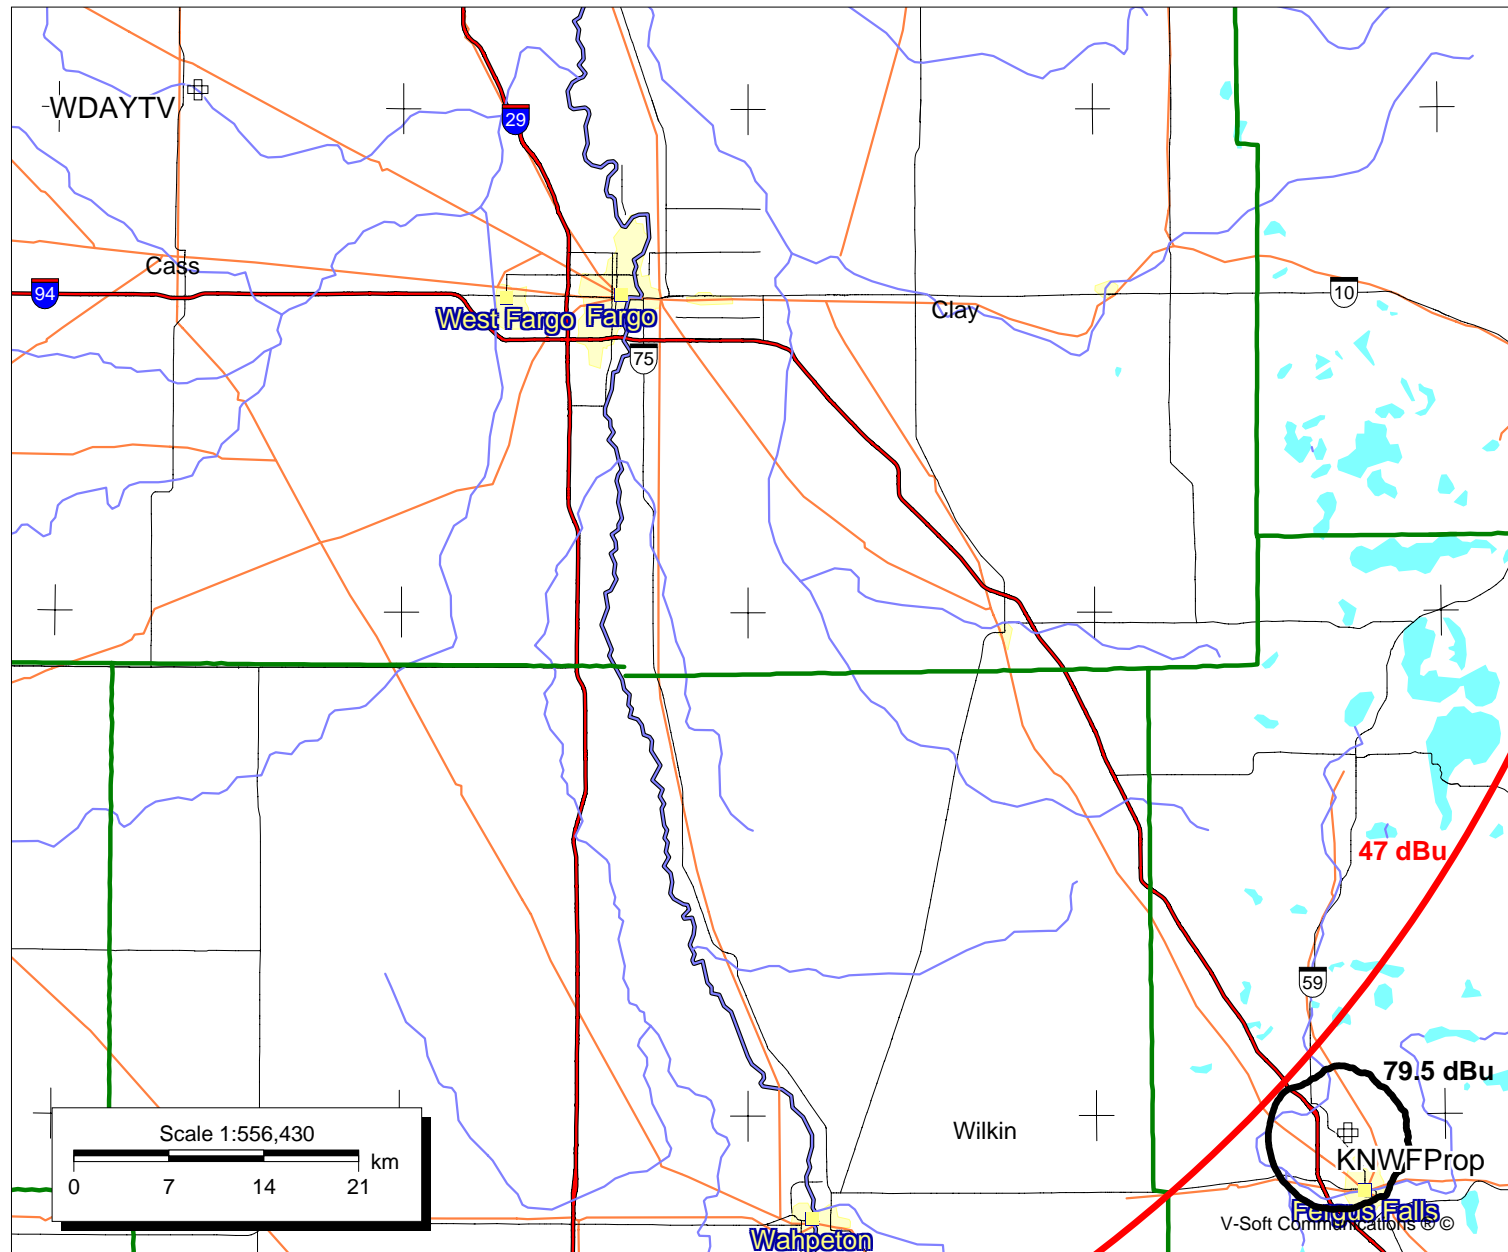 WDAYTV
29
Cass
94
West Fargo
Fargo
10
Clay
75
47 dBu
59
79.5 dBu
Scale 1:556,430
km
0 7 14 21
Wilkin
KNWFProp
Fergus Falls
V-Soft Communications ® ©
Wahpeton